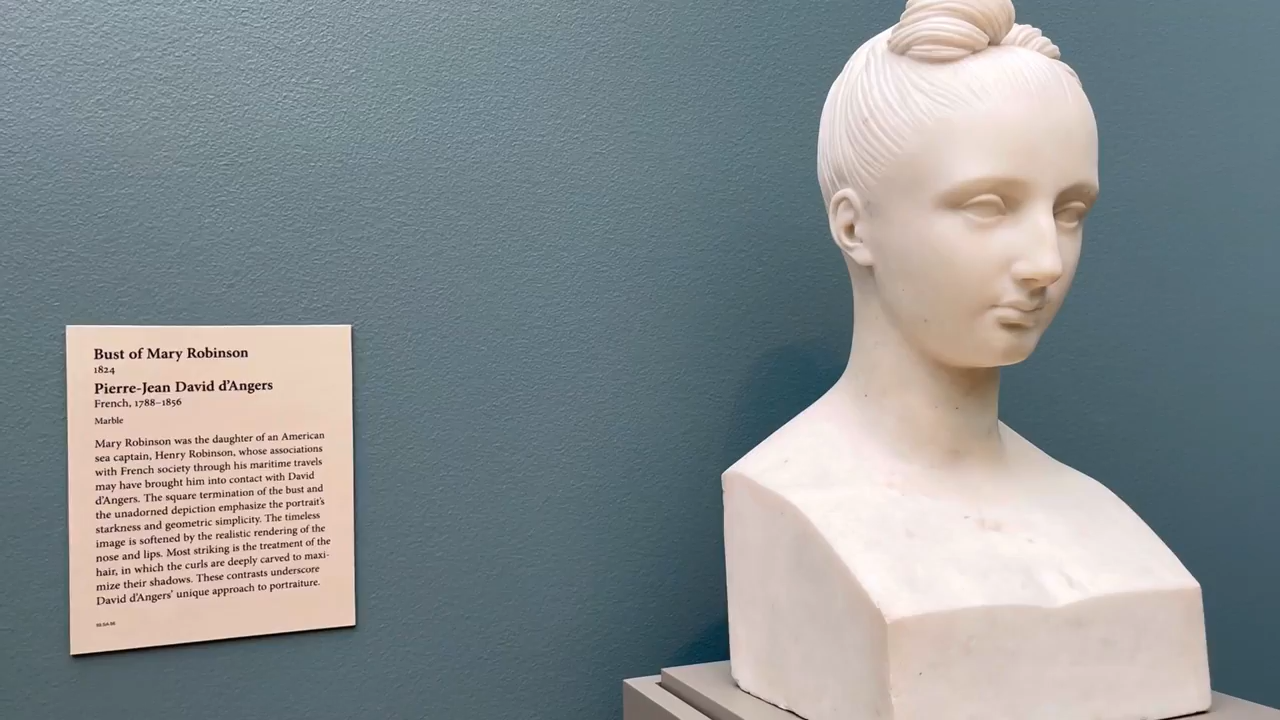 Bust of Mary Robinson
1824
Pierre-Jean David d'Angers
French, 1788–1856
Marble
Mary Robinson was the daughter of an American
sea captain, Henry Robinson, whose associations
with French society through his maritime travels
may have brought him into contact with David
d'Angers. The square termination of the bust and
the unadorned depiction emphasize the portrait's
starkness and geometric simplicity. The timeless
image is softened by the realistic rendering of the
nose and lips. Most striking is the treatment of the
hair, in which the curls are deeply carved to maxi-
mize their shadows. These contrasts underscore
David d'Angers' unique approach to portraiture.